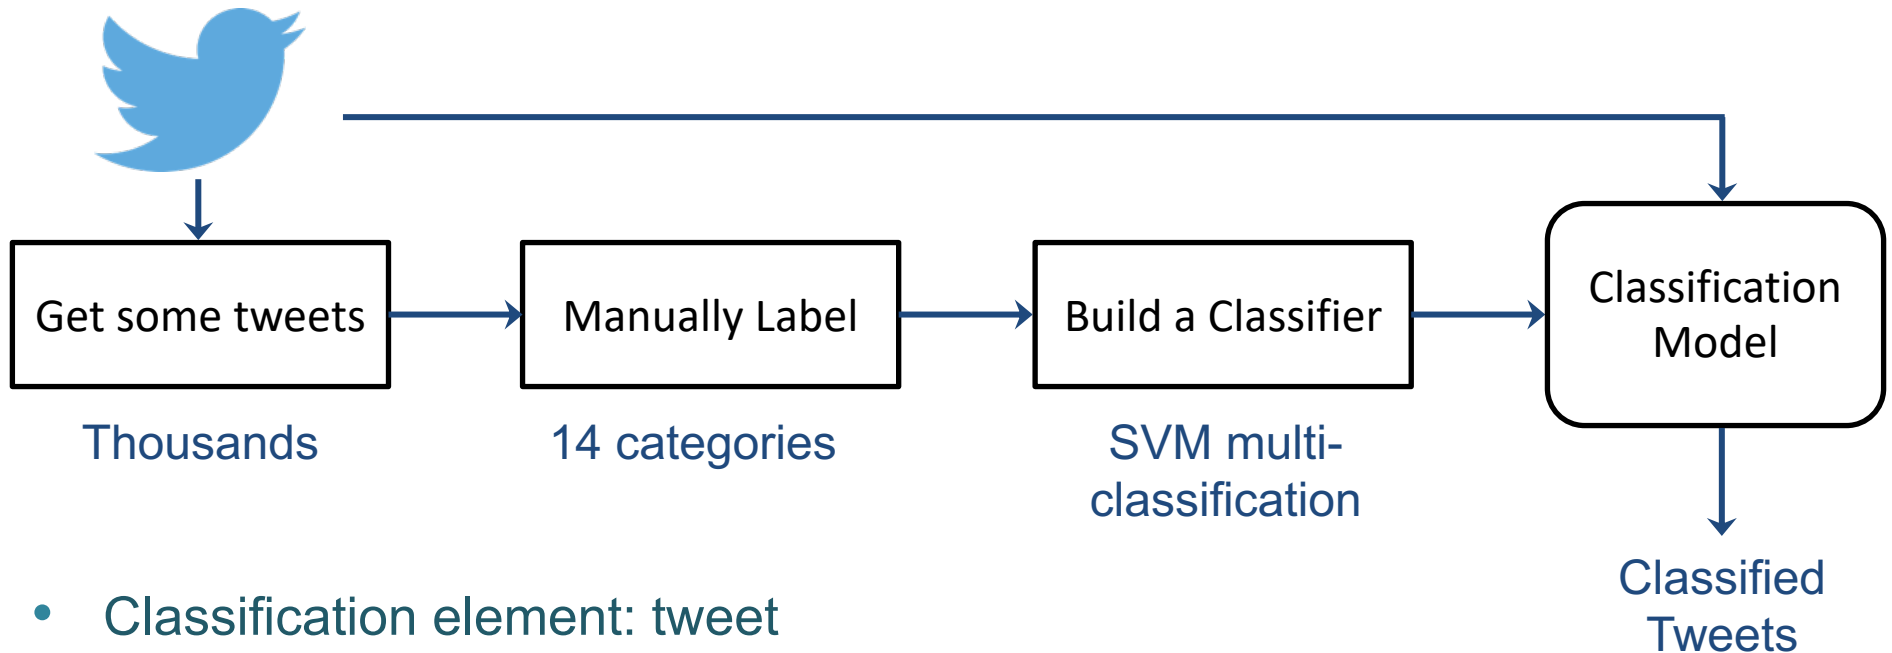 Get some tweets
Manually Label
Build a Classifier
Classification
Model
Thousands
14 categories
SVM multi-
classification
Classified
Tweets
• Classification element: tweet